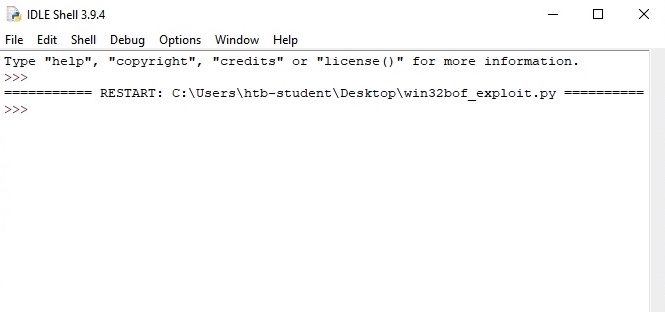 IDLE Shell 3.9.4
File Edit Shell Debug Options Window Help
Type "help", "copyright", "credits" or "license()" for more information.
>>>
=========== RESTART: C:\Users\htb-student\Desktop\win32bof_exploit.py ==========
>>>